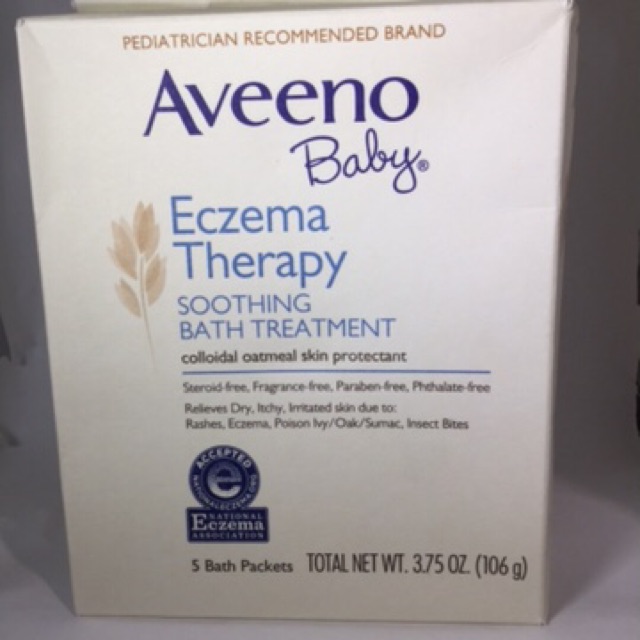 PEDIATRICIAN RECOMMENDED BRAND
Aveeno
Baby®
Eczema
Therapy
SOOTHING
BATH TREATMENT
colloidal oatmeal skin protectant
Steroid-free, Fragrance-free, Paraben-free, Phthalate-free
Relieves Dry, Itchy, Irritated skin due to:
Rashes, Eczema, Poison Ivy/Oak/Sumac, Insect Bites
ACCEPTED
e
NATIONAL
Eczema
ASSOCIATION
5 Bath Packets TOTAL NET WT. 3.75 OZ. (106 g)